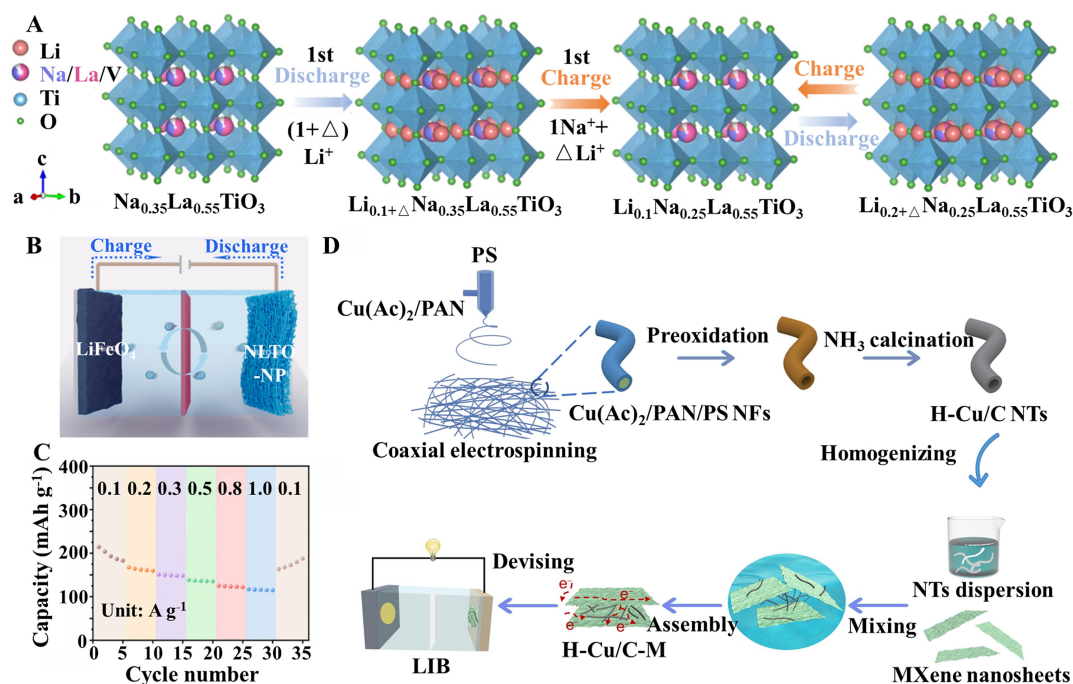 A
Li
Na/La/V
Ti
O
c
a
b
1st
Discharge
(1+△)
Li⁺
1st
Charge
1Na⁺+
△Li⁺
Charge
Discharge
Na₀.₃₅La₀.₅₅TiO₃
Li₀.₁₊△Na₀.₃₅La₀.₅₅TiO₃
Li₀.₁Na₀.₂₅La₀.₅₅TiO₃
Li₀.₂₊△Na₀.₂₅La₀.₅₅TiO₃
B
Charge
Discharge
LiFeO₄
NLTO
-NP
C
Capacity (mAh g⁻¹)
400
300
200
100
0
0.1
0.2
0.3
0.5
0.8
1.0
0.1
Unit: A g⁻¹
0
5
10
15
20
25
30
35
Cycle number
D
PS
Cu(Ac)₂/PAN
Coaxial electrospinning
Cu(Ac)₂/PAN/PS NFs
Preoxidation
NH₃ calcination
H-Cu/C NTs
Homogenizing
NTs dispersion
MXene nanosheets
Mixing
Assembly
e⁻
e⁻
e⁻
e⁻
H-Cu/C-M
Devising
LIB